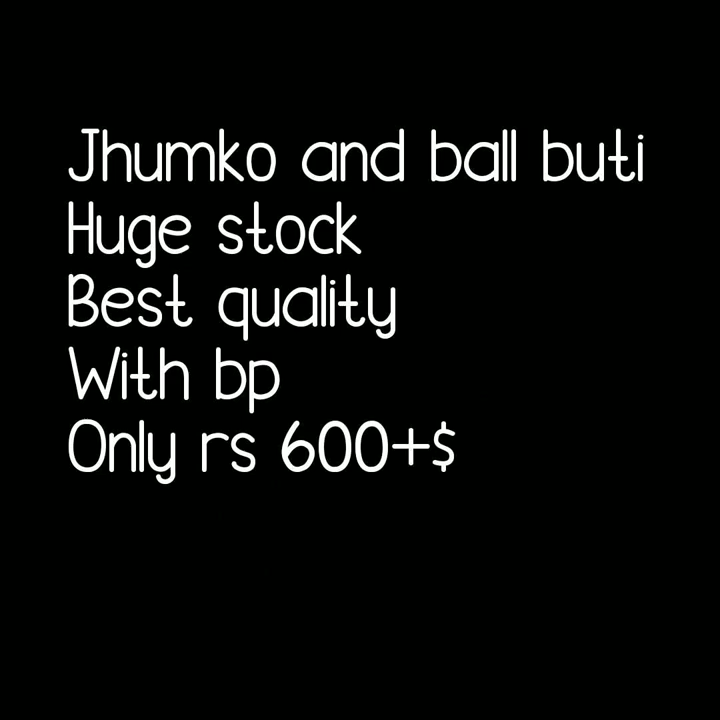 Jhumko and ball buti
Huge stock
Best quality
With bp
Only rs 600+$